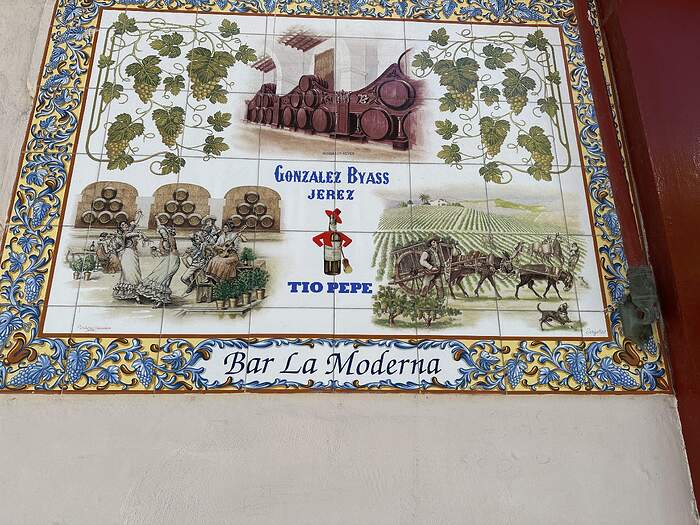 GONZALEZ BYASS
JEREZ
TIO PEPE
Bar La Moderna